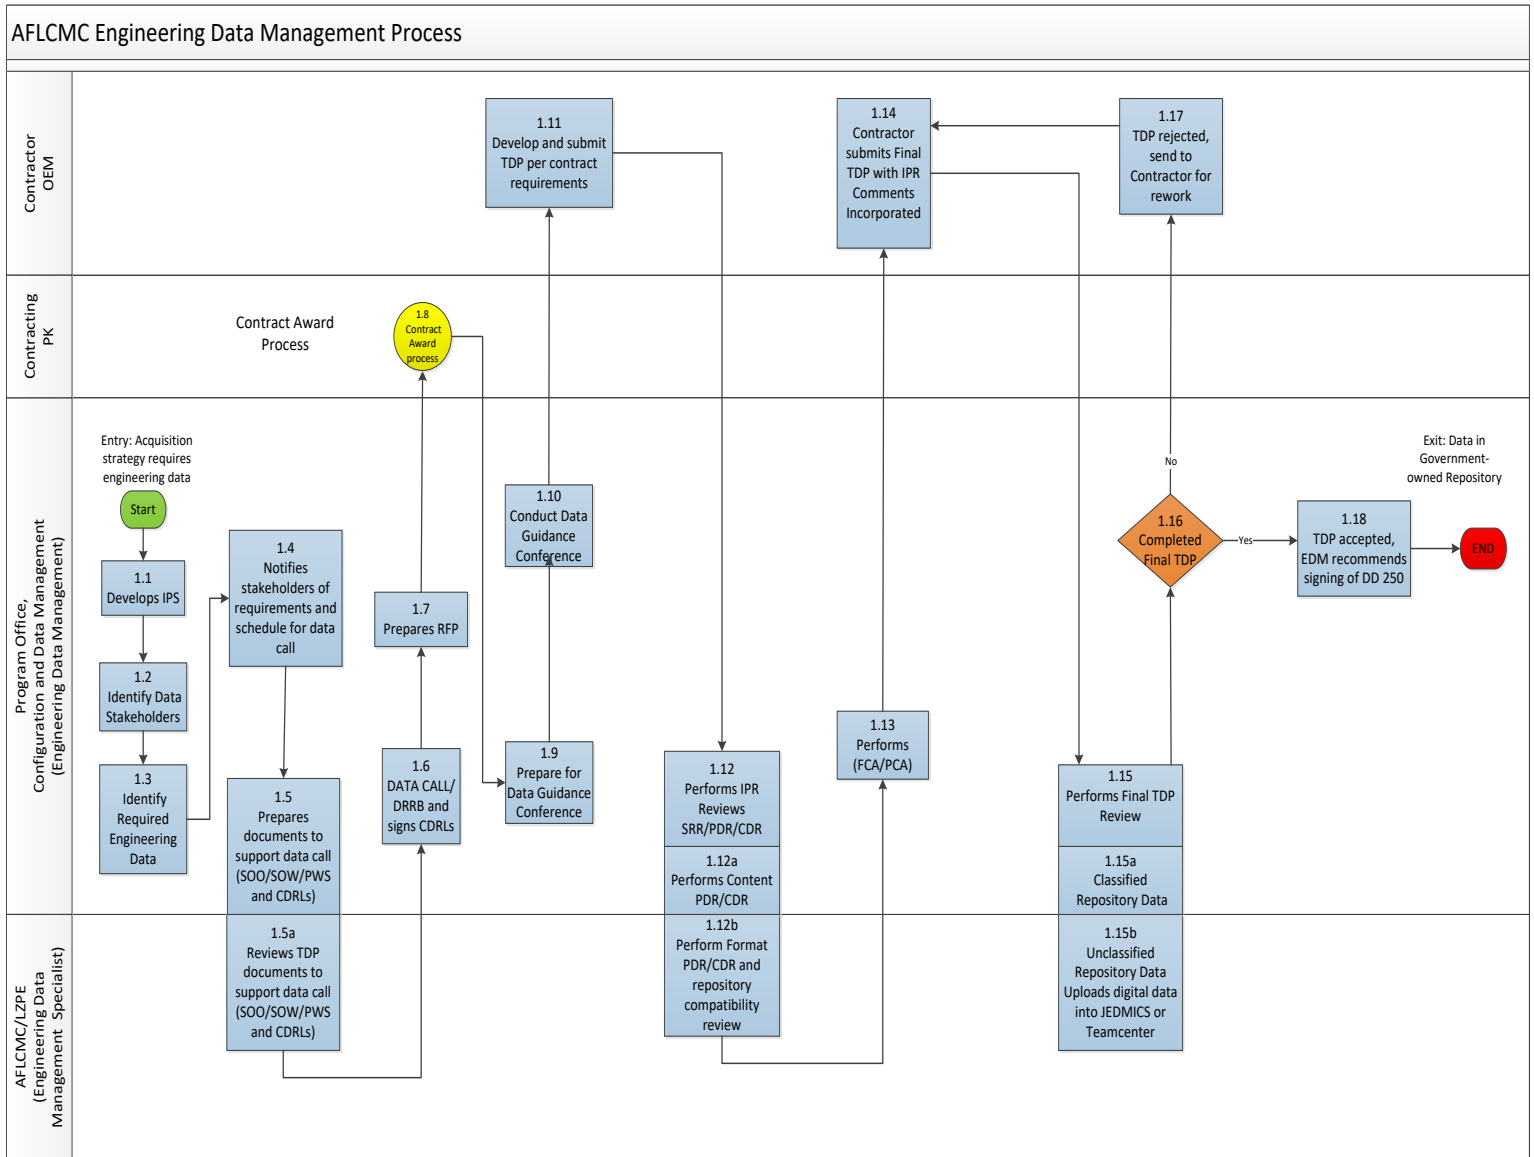 AFLCMC Engineering Data Management Process
Contractor
OEM
1.11
Develop and submit
TDP per contract
requirements
1.14
Contractor
submits Final
TDP with IPR
Comments
Incorporated
1.17
TDP rejected,
send to
Contractor for
rework
Contracting
PK
Contract Award
Process
1.8
Contract
Award
process
Program Office,
Configuration and Data Management
(Engineering Data Management)
Entry: Acquisition
strategy requires
engineering data
Start
1.1
Develops IPS
1.2
Identify Data
Stakeholders
1.3
Identify
Required
Engineering
Data
1.4
Notifies
stakeholders of
requirements and
schedule for data
call
1.5
Prepares
documents to
support data call
(SOO/SOW/PWS
and CDRLs)
1.6
DATA CALL/
DRRB and
signs CDRLs
1.7
Prepares RFP
1.9
Prepare for
Data Guidance
Conference
1.10
Conduct Data
Guidance
Conference
1.12
Performs IPR
Reviews
SRR/PDR/CDR
1.12a
Performs Content
PDR/CDR
1.13
Performs
(FCA/PCA)
1.15
Performs Final TDP
Review
1.15a
Classified
Repository Data
1.16
Completed
Final TDP
No
Yes
1.18
TDP accepted,
EDM recommends
signing of DD 250
Exit: Data in
Government-
owned Repository
END
AFLCMC/LZPE
(Engineering Data
Management Specialist)
1.5a
Reviews TDP
documents to
support data call
(SOO/SOW/PWS
and CDRLs)
1.12b
Perform Format
PDR/CDR and
repository
compatibility
review
1.15b
Unclassified
Repository Data
Uploads digital data
into JEDMICS or
Teamcenter